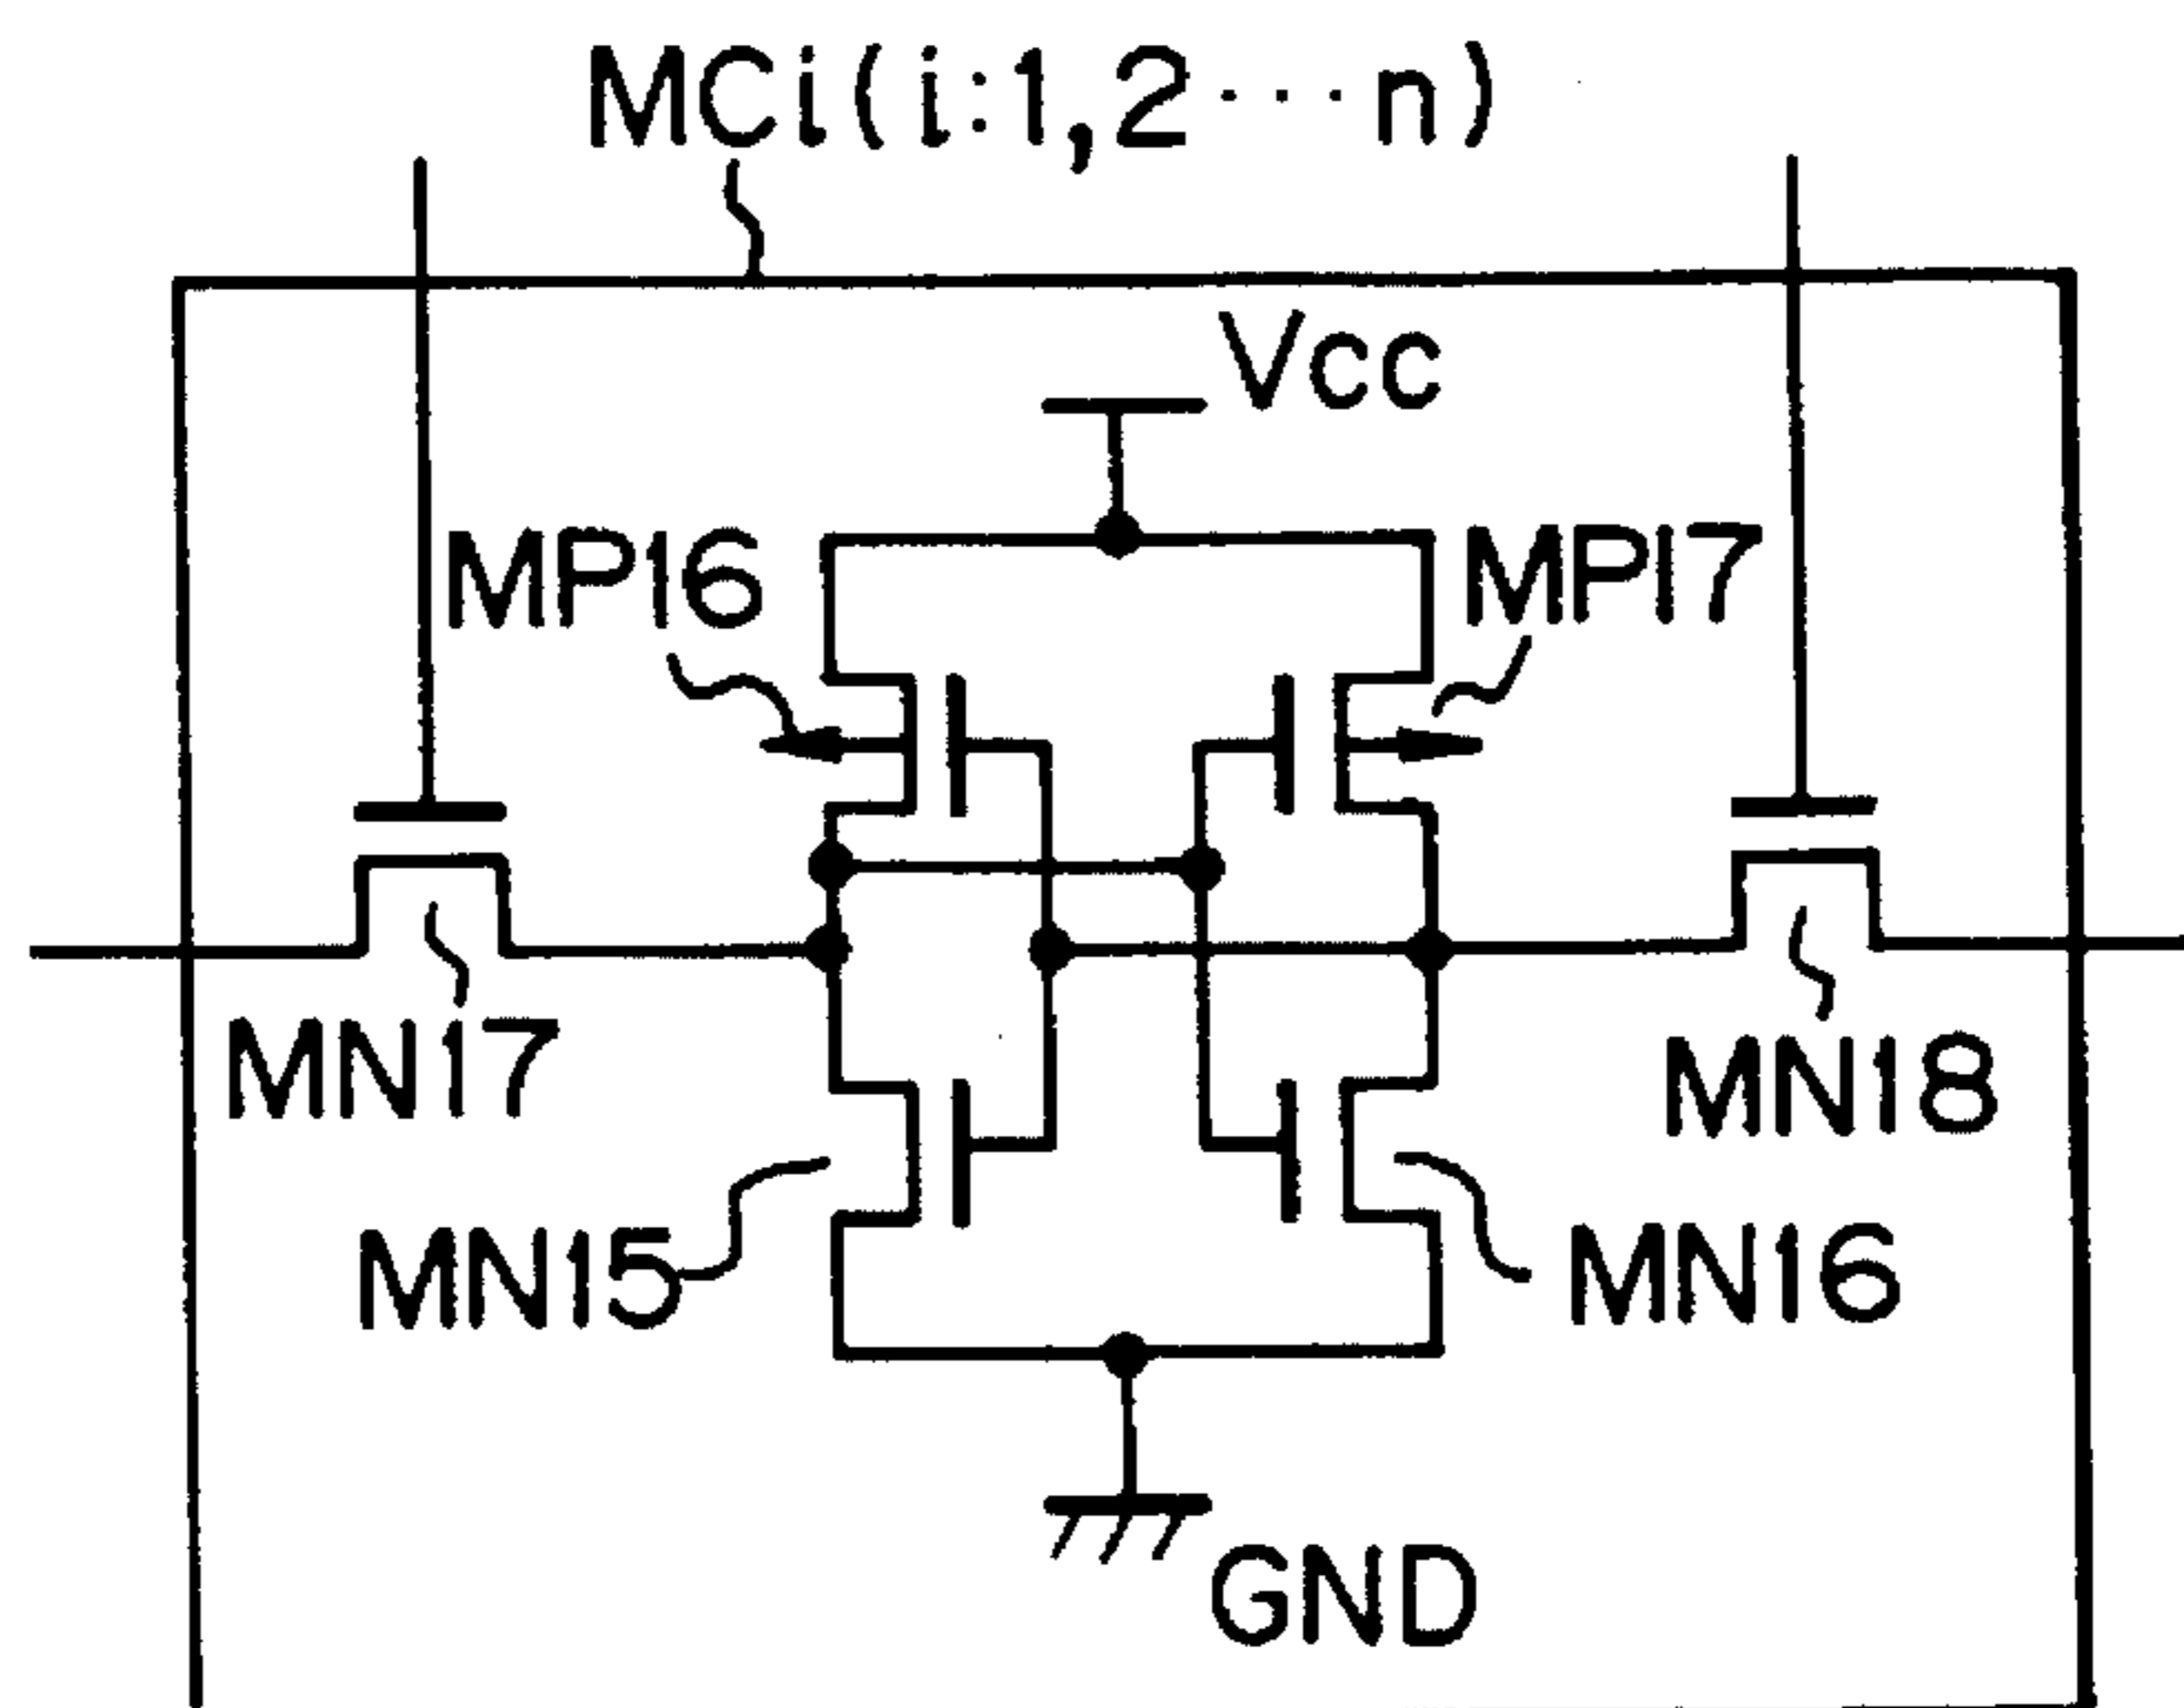 MCi(i:1,2···n)
Vcc
MP16
MP17
MN17
MN18
MN15
MN16
GND